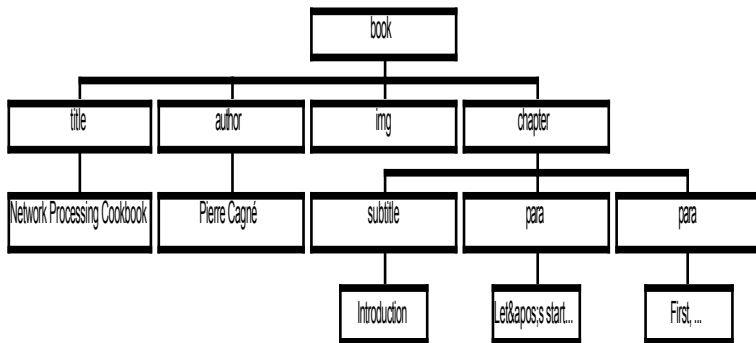 book
title
author
img
chapter
Network Processing Cookbook
Pierre Cagné
subtitle
para
para
Introduction
Let&apos;s start...
First, ...